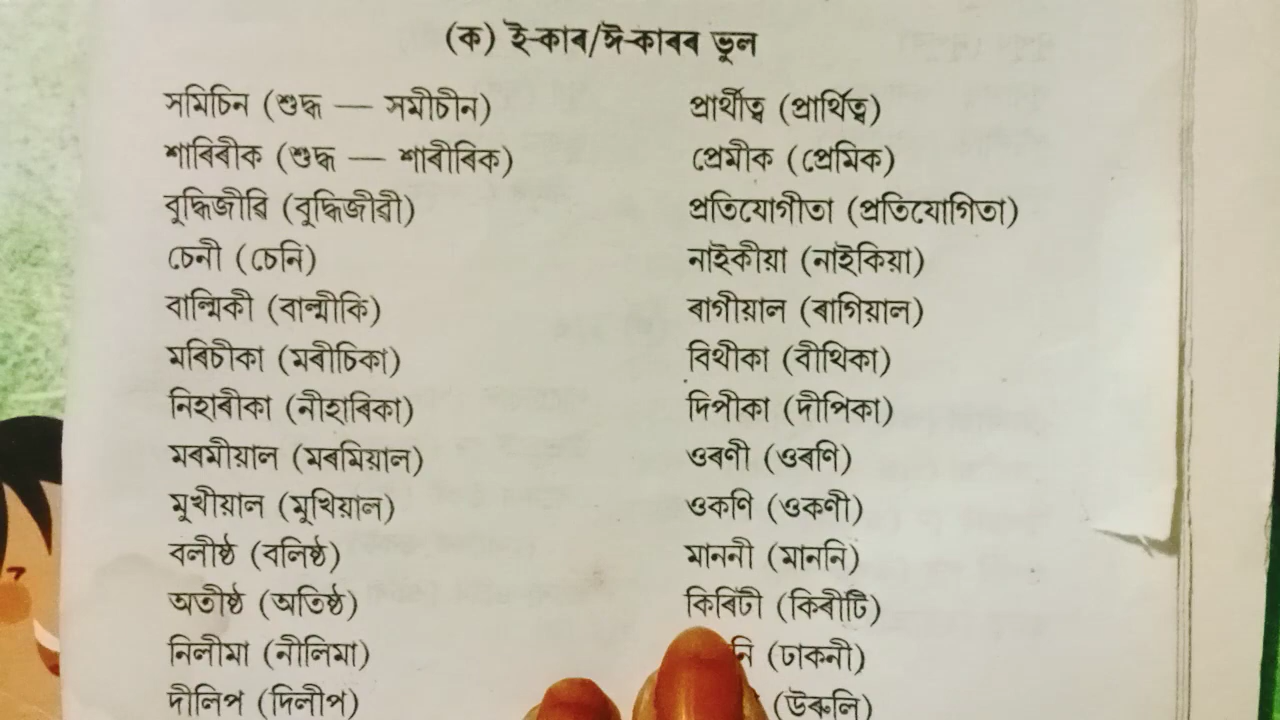 (ক) ই-কাৰ/ঈ-কাৰৰ ভুল
সমিচিন (শুদ্ধ — সমীচীন)
শাৰিৰীক (শুদ্ধ — শাৰীৰিক)
বুদ্ধিজীৱি (বুদ্ধিজীৱী)
চেনী (চেনি)
বাল্মিকী (বাল্মীকি)
মৰিচীকা (মৰীচিকা)
নিহাৰীকা (নীহাৰিকা)
মৰমীয়াল (মৰমিয়াল)
মুখীয়াল (মুখিয়াল)
বলীষ্ঠ (বলিষ্ঠ)
অতীষ্ঠ (অতিষ্ঠ)
নিলীমা (নীলিমা)
দীলিপ (দিলীপ)
প্ৰাৰ্থীত্ব (প্ৰাৰ্থিত্ব)
প্ৰেমীক (প্ৰেমিক)
প্ৰতিযোগীতা (প্ৰতিযোগিতা)
নাইকীয়া (নাইকিয়া)
ৰাগীয়াল (ৰাগিয়াল)
বিথীকা (বীথিকা)
দিপীকা (দীপিকা)
ওৰণী (ওৰণি)
ওকণি (ওকণী)
মাননী (মাননি)
কিৰিটী (কিৰীটি)
(ঢাকনী)
(উৰুলি)